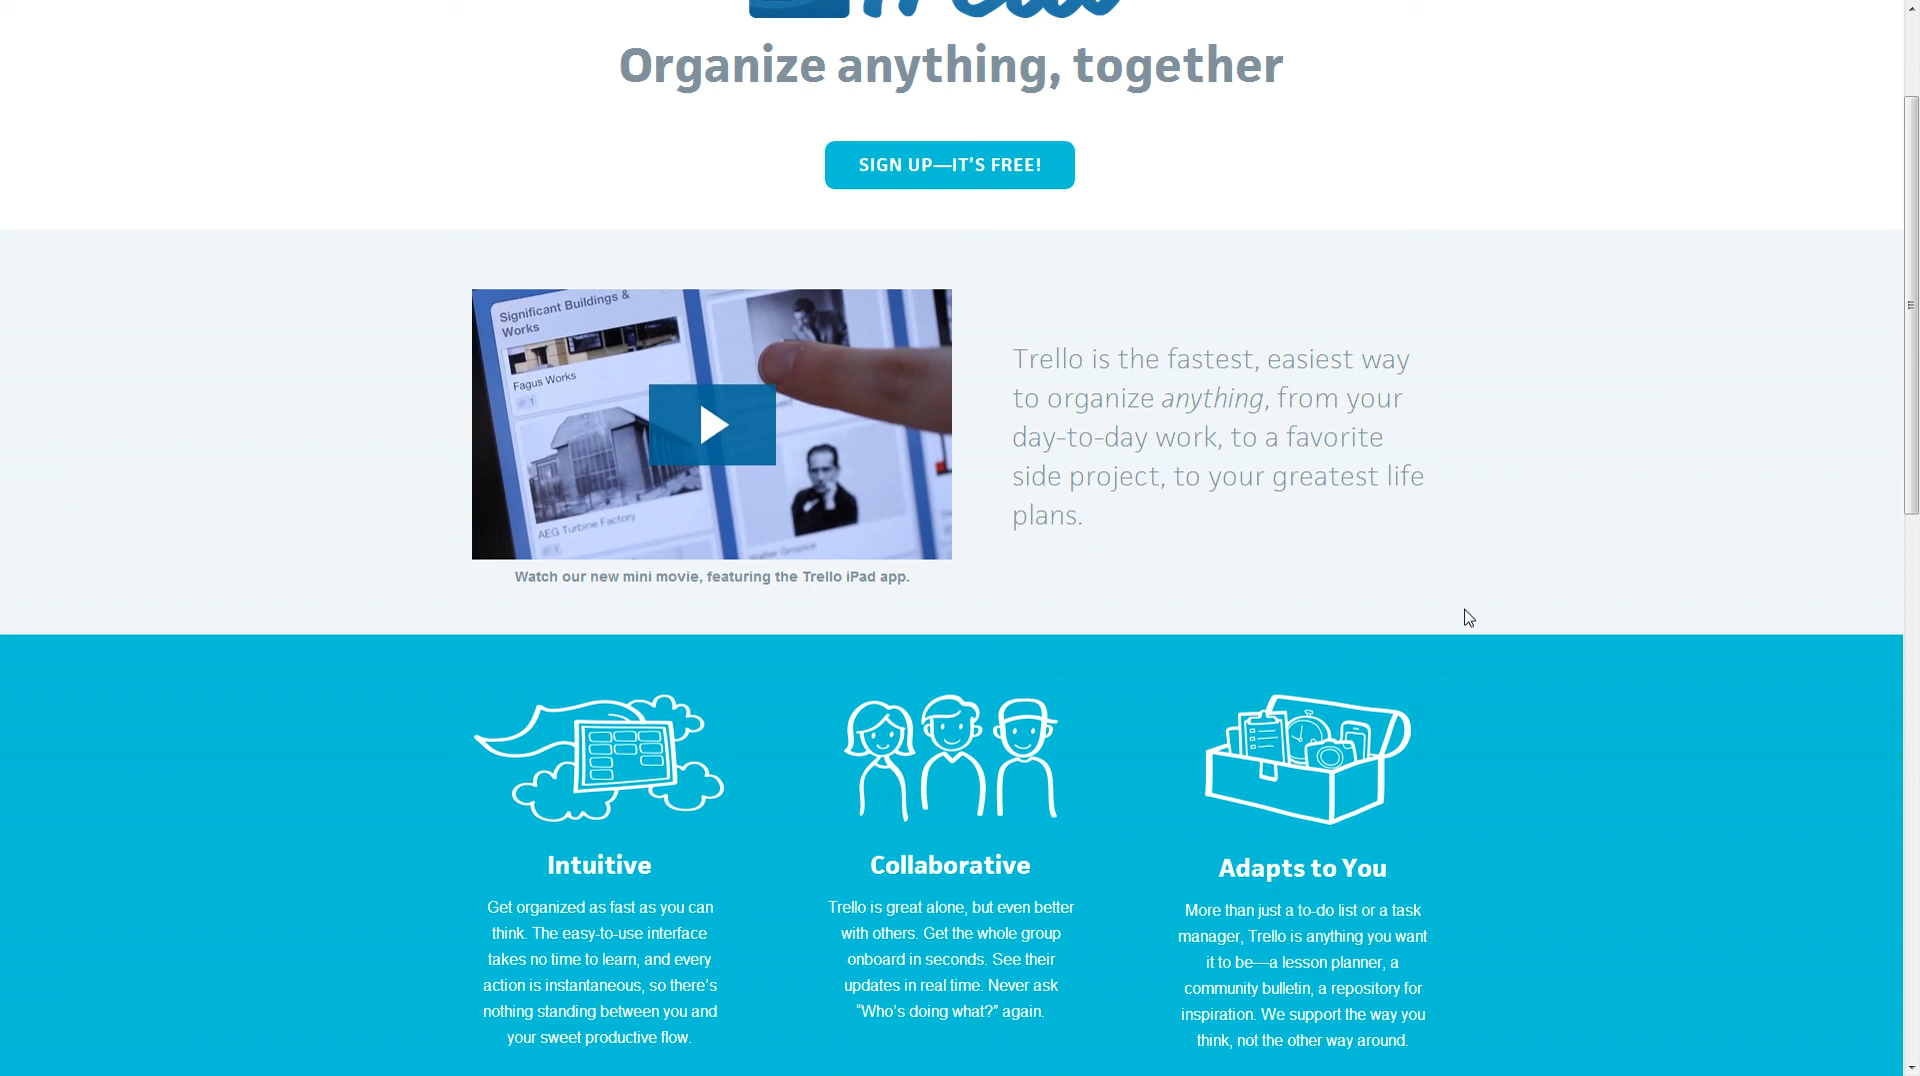 Trello
Organize anything, together
SIGN UP—IT’S FREE!
Significant Buildings &
Works
Fagus Works
1
AEG Turbine Factory
1
Walter Gropius
Trello is the fastest, easiest way
to organize anything, from your
day-to-day work, to a favorite
side project, to your greatest life
plans.
Watch our new mini movie, featuring the Trello iPad app.
Intuitive
Get organized as fast as you can
think. The easy-to-use interface
takes no time to learn, and every
action is instantaneous, so there’s
nothing standing between you and
your sweet productive flow.
Collaborative
Trello is great alone, but even better
with others. Get the whole group
onboard in seconds. See their
updates in real time. Never ask
“Who’s doing what?” again.
Adapts to You
More than just a to-do list or a task
manager, Trello is anything you want
it to be—a lesson planner, a
community bulletin, a repository for
inspiration. We support the way you
think, not the other way around.